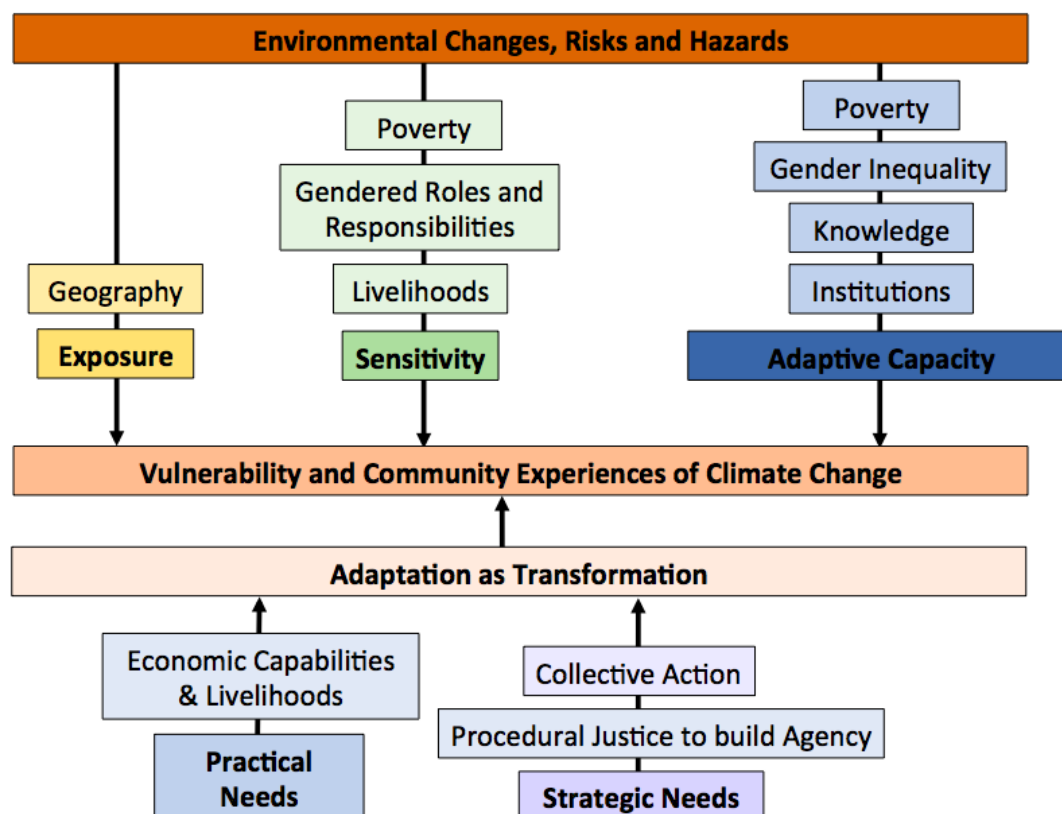 Environmental Changes, Risks and Hazards
Poverty
Gendered Roles and
Responsibilities
Livelihoods
Sensitivity
Geography
Exposure
Poverty
Gender Inequality
Knowledge
Institutions
Adaptive Capacity
Vulnerability and Community Experiences of Climate Change
Adaptation as Transformation
Economic Capabilities
& Livelihoods
Practical
Needs
Collective Action
Procedural Justice to build Agency
Strategic Needs